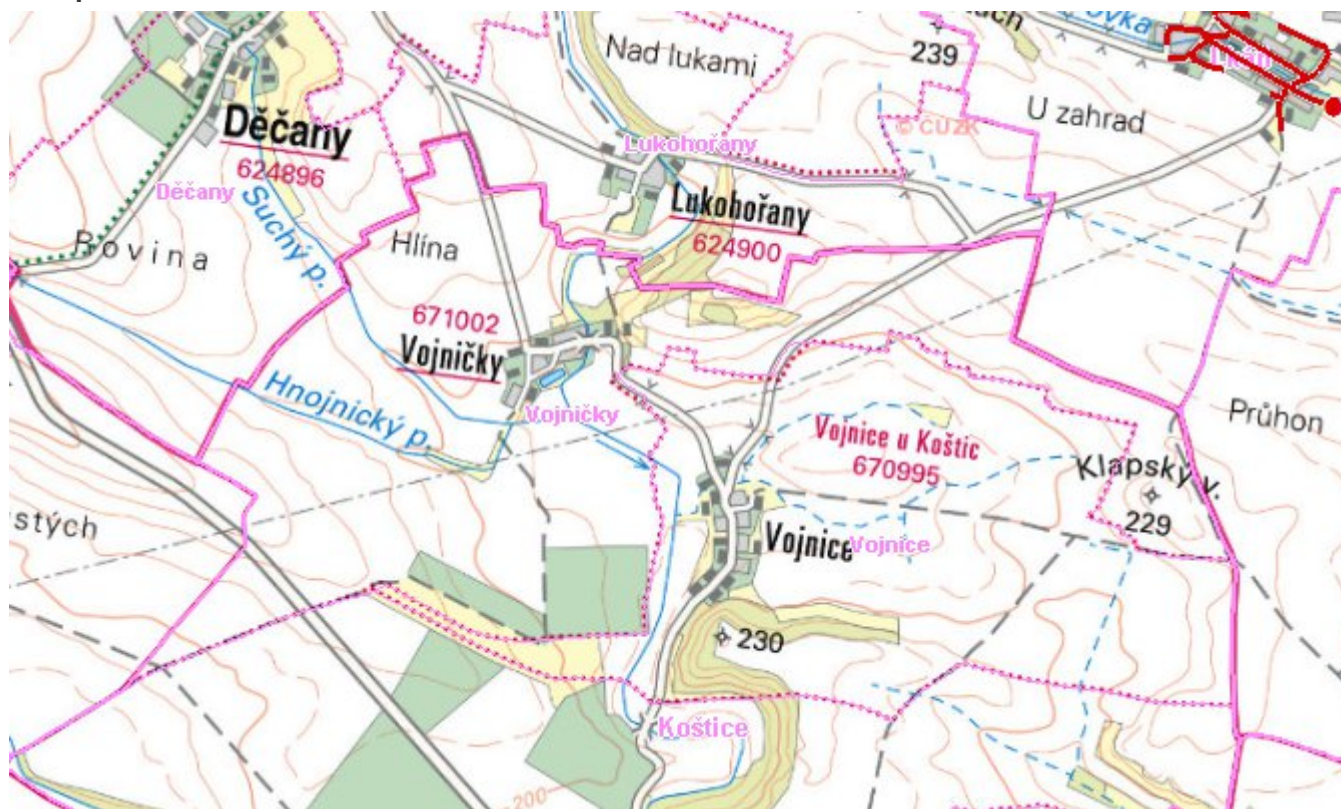 Nad lukami
239
U zahrad
© ČÚZK
Děčany
624896
Děčany
Lukohořany
Lukohořany
624900
Suchý p.
Rovina
Hlína
671002
Vojničky
Vojničky
Hnojnický p.
Průhon
Vojnice u Koštic
670995
Klapský v.
229
stých
Vojnice
Vojnice
230
Koštice
200